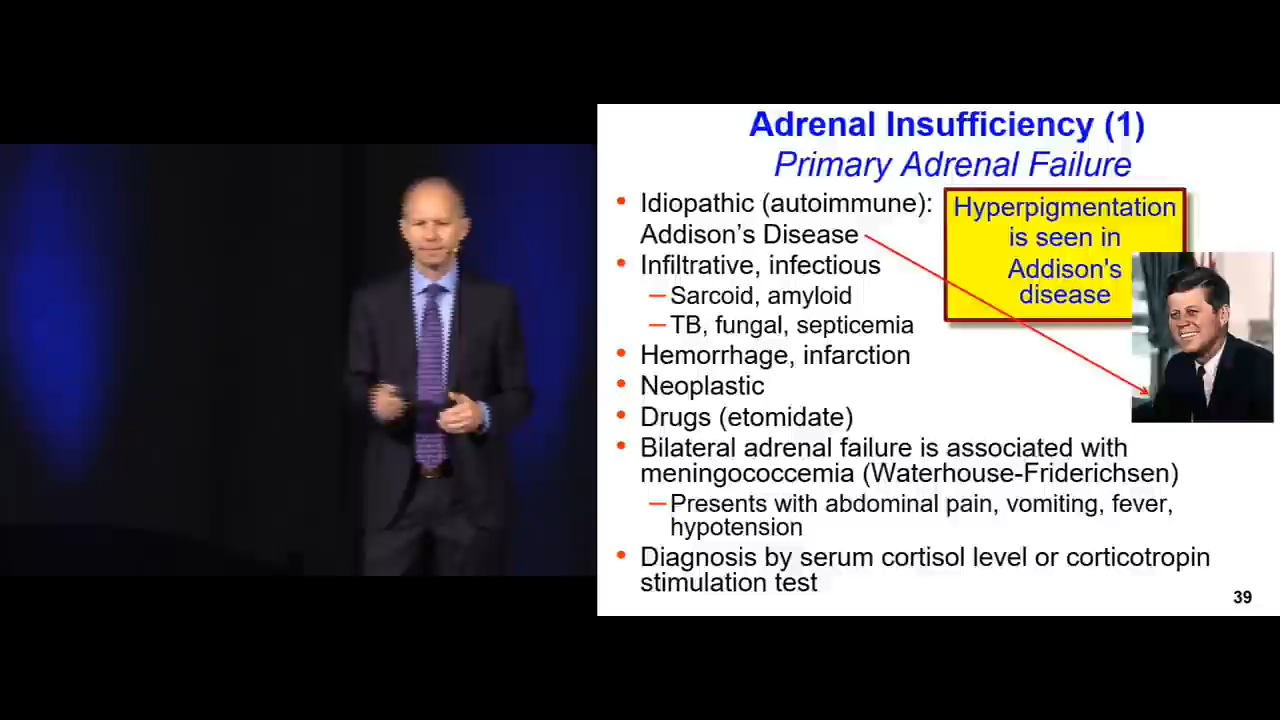 Adrenal Insufficiency (1)
Primary Adrenal Failure
• Idiopathic (autoimmune):
Addison's Disease
• Infiltrative, infectious
– Sarcoid, amyloid
– TB, fungal, septicemia
• Hemorrhage, infarction
• Neoplastic
• Drugs (etomidate)
• Bilateral adrenal failure is associated with
meningococcemia (Waterhouse-Friderichsen)
– Presents with abdominal pain, vomiting, fever,
hypotension
• Diagnosis by serum cortisol level or corticotropin
stimulation test
Hyperpigmentation
is seen in
Addison's
disease
39